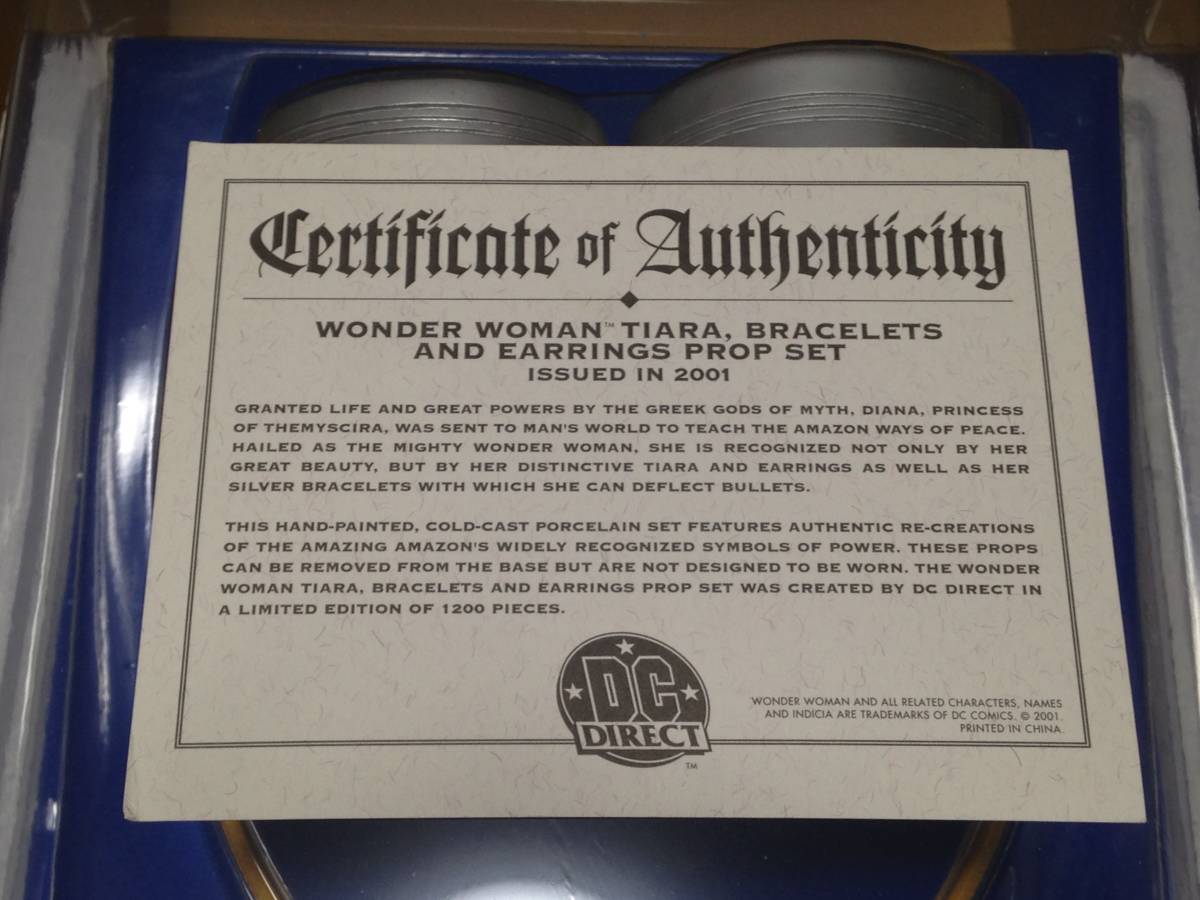 Certificate of Authenticity
WONDER WOMAN™ TIARA, BRACELETS
AND EARRINGS PROP SET
ISSUED IN 2001
GRANTED LIFE AND GREAT POWERS BY THE GREEK GODS OF MYTH, DIANA, PRINCESS
OF THEMYSCIRA, WAS SENT TO MAN'S WORLD TO TEACH THE AMAZON WAYS OF PEACE.
HAILED AS THE MIGHTY WONDER WOMAN, SHE IS RECOGNIZED NOT ONLY BY HER
GREAT BEAUTY, BUT BY HER DISTINCTIVE TIARA AND EARRINGS AS WELL AS HER
SILVER BRACELETS WITH WHICH SHE CAN DEFLECT BULLETS.
THIS HAND-PAINTED, COLD-CAST PORCELAIN SET FEATURES AUTHENTIC RE-CREATIONS
OF THE AMAZING AMAZON'S WIDELY RECOGNIZED SYMBOLS OF POWER. THESE PROPS
CAN BE REMOVED FROM THE BASE BUT ARE NOT DESIGNED TO BE WORN. THE WONDER
WOMAN TIARA, BRACELETS AND EARRINGS PROP SET WAS CREATED BY DC DIRECT IN
A LIMITED EDITION OF 1200 PIECES.
DC
DIRECT
TM
WONDER WOMAN AND ALL RELATED CHARACTERS, NAMES
AND INDICIA ARE TRADEMARKS OF DC COMICS. © 2001.
PRINTED IN CHINA.